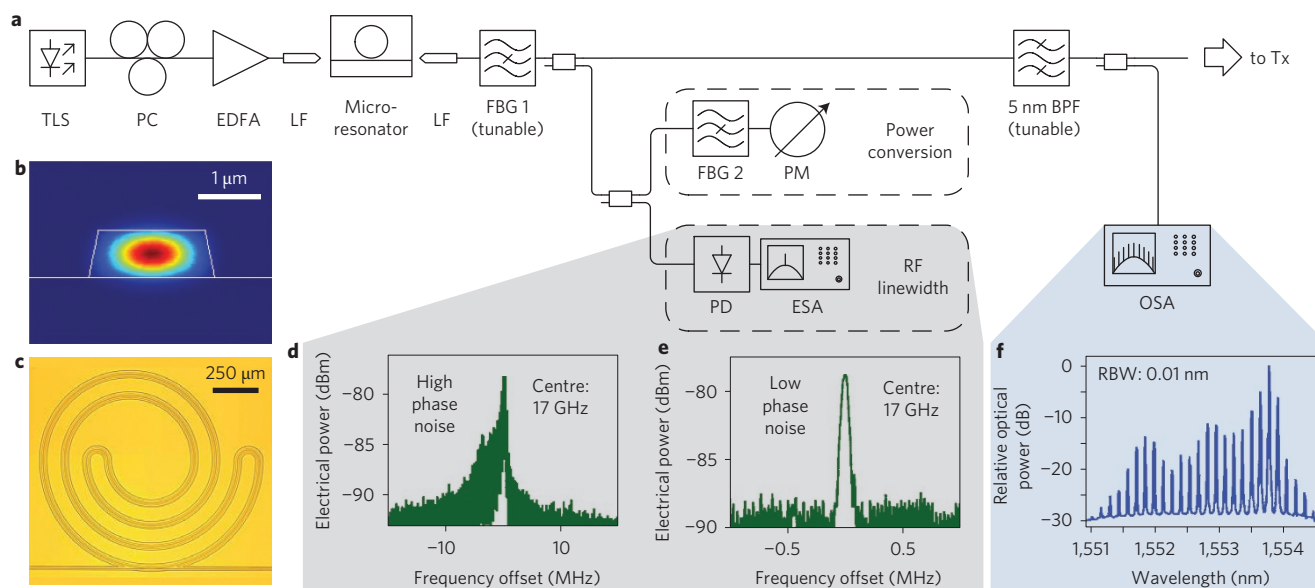 a
TLS
PC
EDFA
LF
Micro-
resonator
LF
FBG 1
(tunable)
5 nm BPF
(tunable)
to Tx
FBG 2
PM
Power
conversion
PD
ESA
RF
linewidth
OSA
b
1 μm
c
250 μm
d
Electrical power (dBm)
−80
−85
−90
High
phase
noise
Centre:
17 GHz
−10
10
Frequency offset (MHz)
e
Electrical power (dBm)
−80
−85
−90
Low
phase
noise
Centre:
17 GHz
−0.5
0.5
Frequency offset (MHz)
f
Relative optical
power (dB)
0
−10
−20
−30
RBW: 0.01 nm
1,551
1,552
1,553
1,554
Wavelength (nm)